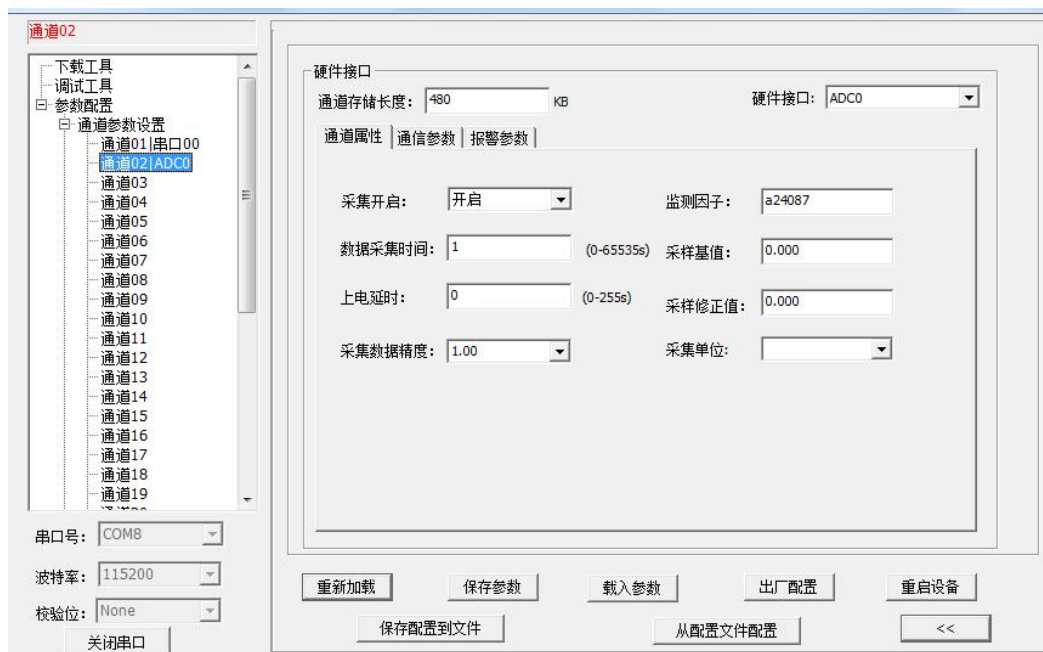 通道02
下载工具
调试工具
参数配置
通道参数设置
通道01|串口00
通道02|ADC0
通道03
通道04
通道05
通道06
通道07
通道08
通道09
通道10
通道11
通道12
通道13
通道14
通道15
通道16
通道17
通道18
通道19
串口号： COM8
波特率： 115200
校验位： None
关闭串口
硬件接口
通道存储长度： 480 KB 硬件接口： ADC0
通道属性 通信参数 报警参数
采集开启： 开启 监测因子： a24087
数据采集时间： 1 (0-65535s) 采样基值： 0.000
上电延时： 0 (0-255s) 采样修正值： 0.000
采集数据精度： 1.00 采集单位:
重新加载 保存参数 载入参数 出厂配置 重启设备
保存配置到文件 从配置文件配置 <<